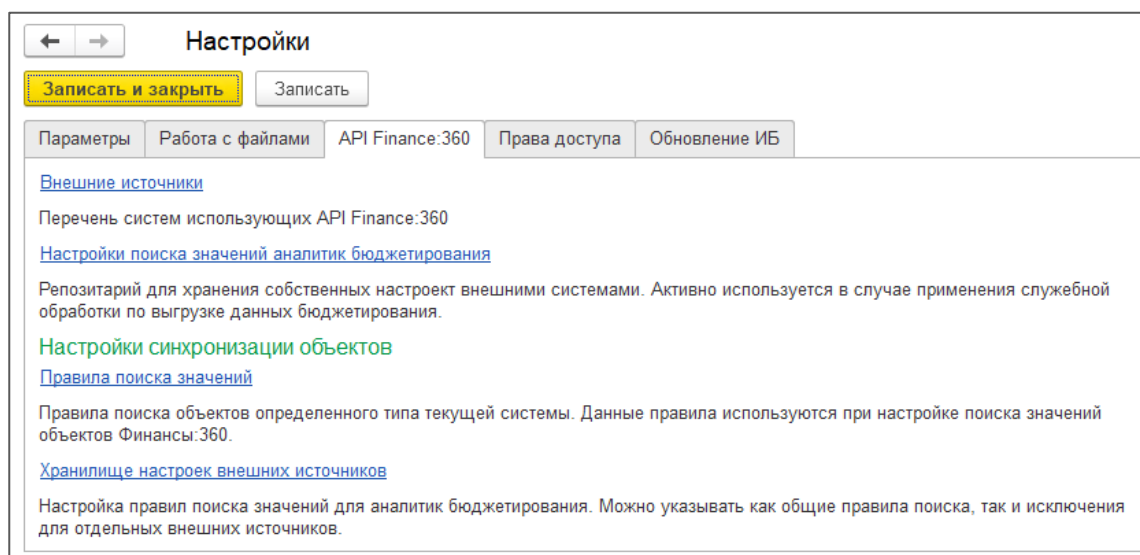 Настройки
Записать и закрыть Записать
Параметры Работа с файлами API Finance:360 Права доступа Обновление ИБ
Внешние источники
Перечень систем использующих API Finance:360
Настройки поиска значений аналитик бюджетирования
Репозитарий для хранения собственных настроект внешними системами. Активно используется в случае применения служебной
обработки по выгрузке данных бюджетирования.
Настройки синхронизации объектов
Правила поиска значений
Правила поиска объектов определенного типа текущей системы. Данные правила используются при настройке поиска значений
объектов Финансы:360.
Хранилище настроек внешних источников
Настройка правил поиска значений для аналитик бюджетирования. Можно указывать как общие правила поиска, так и исключения
для отдельных внешних источников.